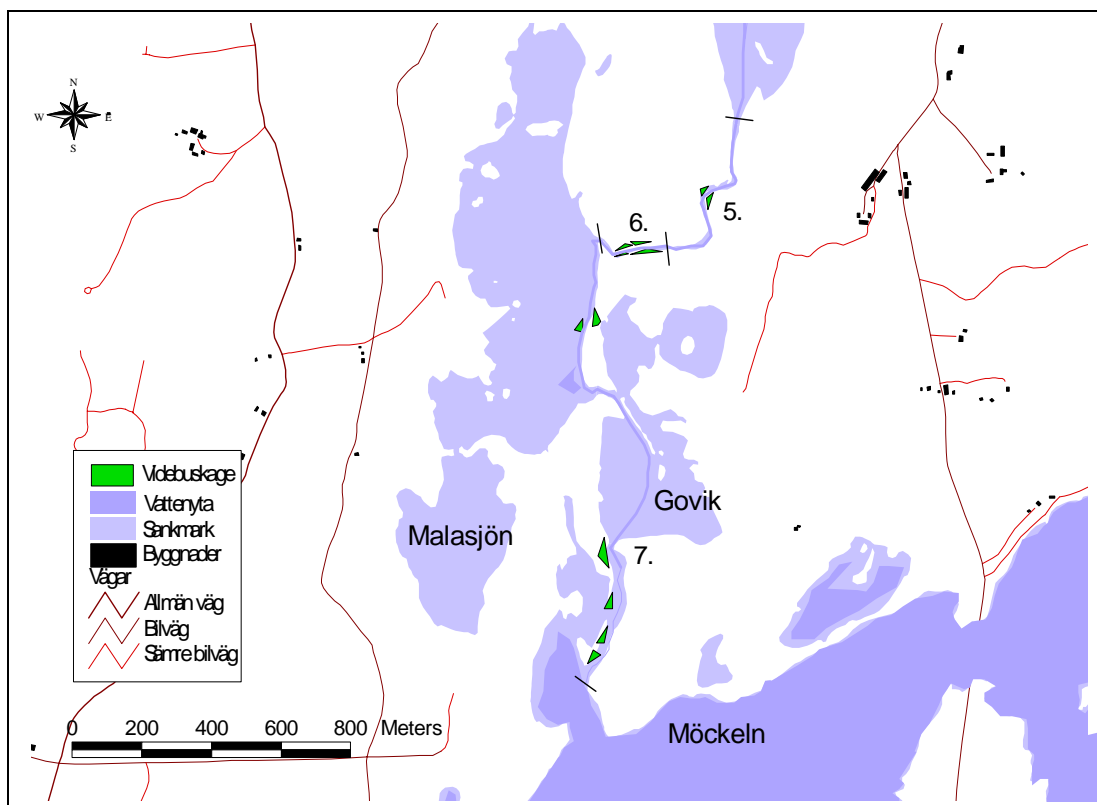 N
W E
S
5.
6.
Govik
Malasjön
7.
Möckeln
Videbuskage
Vattenyta
Sankmark
Byggnader
Vägar
Allmän väg
Bilväg
Sämre bilväg
0 200 400 600 800 Meters